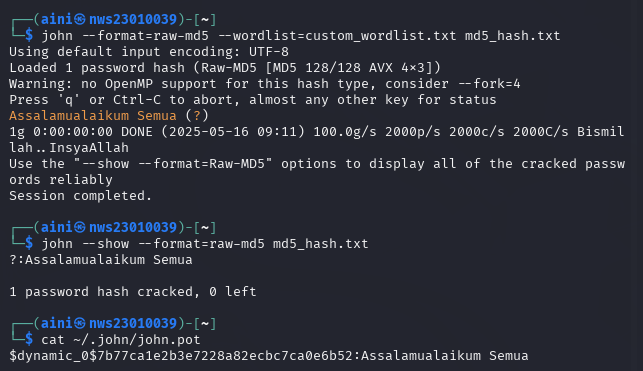 ┌──(aini㉿nws23010039)-[~]
└─$ john --format=raw-md5 --wordlist=custom_wordlist.txt md5_hash.txt
Using default input encoding: UTF-8
Loaded 1 password hash (Raw-MD5 [MD5 128/128 AVX 4×3])
Warning: no OpenMP support for this hash type, consider --fork=4
Press 'q' or Ctrl-C to abort, almost any other key for status
Assalamualaikum Semua (?)
1g 0:00:00:00 DONE (2025-05-16 09:11) 100.0g/s 2000p/s 2000c/s 2000C/s Bismil
lah..InsyaAllah
Use the "--show --format=Raw-MD5" options to display all of the cracked passw
ords reliably
Session completed.
┌──(aini㉿nws23010039)-[~]
└─$ john --show --format=raw-md5 md5_hash.txt
?:Assalamualaikum Semua
1 password hash cracked, 0 left
┌──(aini㉿nws23010039)-[~]
└─$ cat ~/.john/john.pot
$dynamic_0$7b77ca1e2b3e7228a82ecbc7ca0e6b52:Assalamualaikum Semua